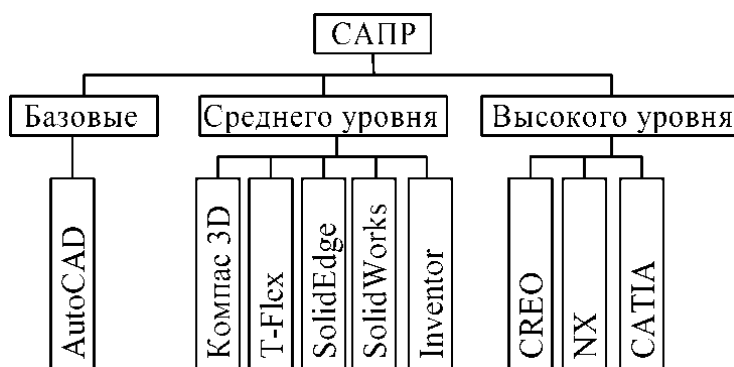 САПР
Базовые
Среднего уровня
Высокого уровня
AutoCAD
Компас 3D
T-Flex
SolidEdge
SolidWorks
Inventor
CREO
NX
CATIA